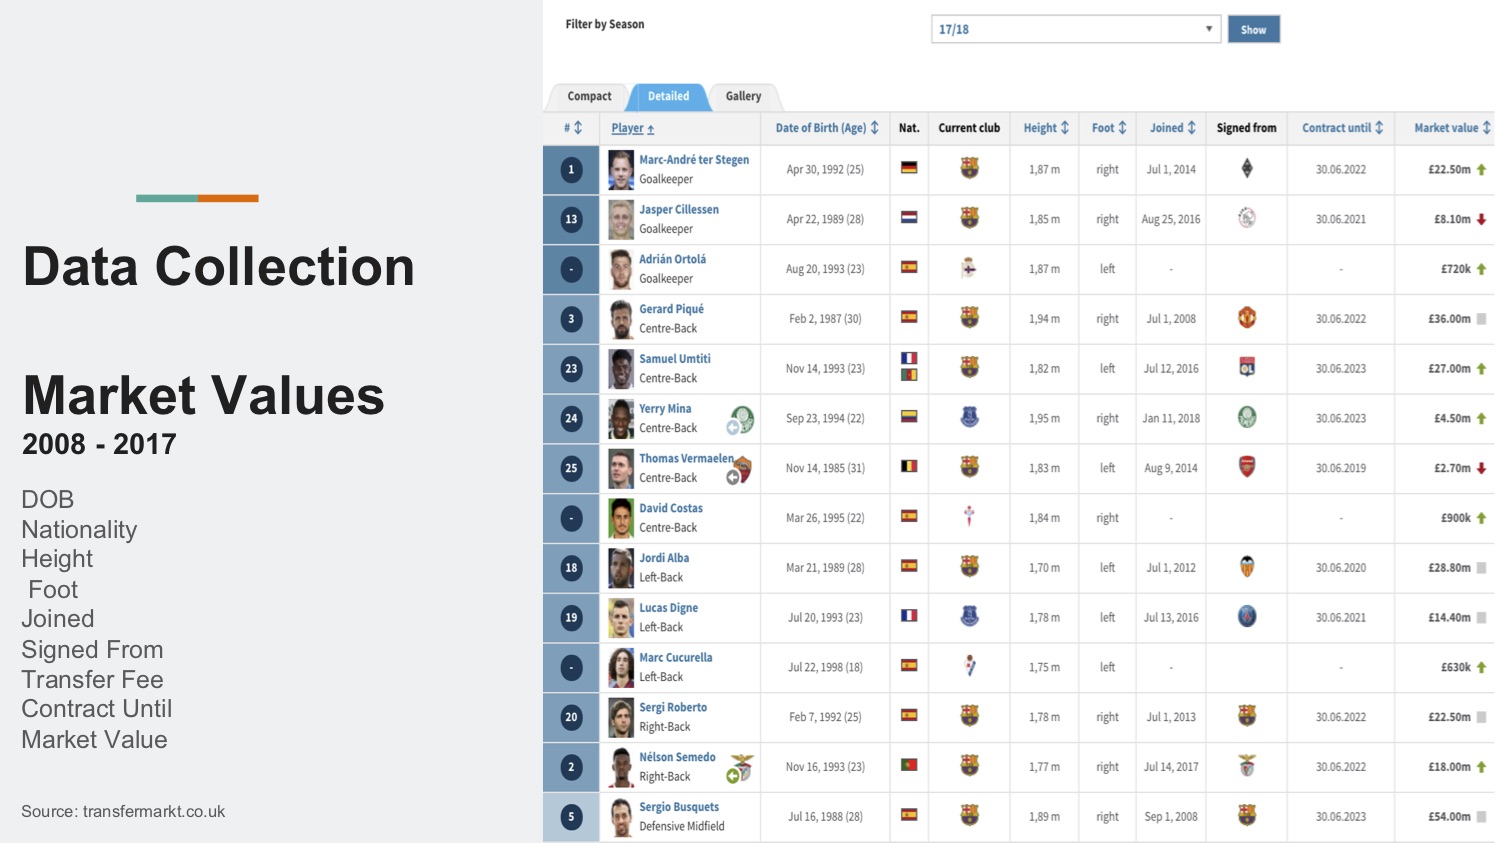 Data Collection
Market Values
2008 - 2017
DOB
Nationality
Height
Foot
Joined
Signed From
Transfer Fee
Contract Until
Market Value
Source: transfermarkt.co.uk
Filter by Season
17/18
Show
Compact Detailed Gallery
# Player Date of Birth (Age) Nat. Current club Height Foot Joined Signed from Contract until Market value
1 Marc-André ter Stegen Apr 30, 1992 (25) 1,87 m right Jul 1, 2014 30.06.2022 £22.50m
Goalkeeper
13 Jasper Cillessen Apr 22, 1989 (28) 1,85 m right Aug 25, 2016 30.06.2021 £8.10m
Goalkeeper
- Adrián Ortolá Aug 20, 1993 (23) 1,87 m left - - £720k
Goalkeeper
3 Gerard Piqué Feb 2, 1987 (30) 1,94 m right Jul 1, 2008 30.06.2022 £36.00m
Centre-Back
23 Samuel Umtiti Nov 14, 1993 (23) 1,82 m left Jul 12, 2016 OL 30.06.2023 £27.00m
Centre-Back
24 Yerry Mina Sep 23, 1994 (22) 1,95 m right Jan 11, 2018 30.06.2023 £4.50m
Centre-Back
25 Thomas Vermaelen Nov 14, 1985 (31) 1,83 m left Aug 9, 2014 30.06.2019 £2.70m
Centre-Back
- David Costas Mar 26, 1995 (22) 1,84 m right - - £900k
Centre-Back
18 Jordi Alba Mar 21, 1989 (28) 1,70 m left Jul 1, 2012 30.06.2020 £28.80m
Left-Back
19 Lucas Digne Jul 20, 1993 (23) 1,78 m left Jul 13, 2016 30.06.2021 £14.40m
Left-Back
- Marc Cucurella Jul 22, 1998 (18) 1,75 m left - - £630k
Left-Back
20 Sergi Roberto Feb 7, 1992 (25) 1,78 m right Jul 1, 2013 30.06.2022 £22.50m
Right-Back
2 Nélson Semedo Nov 16, 1993 (23) 1,77 m right Jul 14, 2017 30.06.2022 £18.00m
Right-Back
5 Sergio Busquets Jul 16, 1988 (28) 1,89 m right Sep 1, 2008 30.06.2023 £54.00m
Defensive Midfield